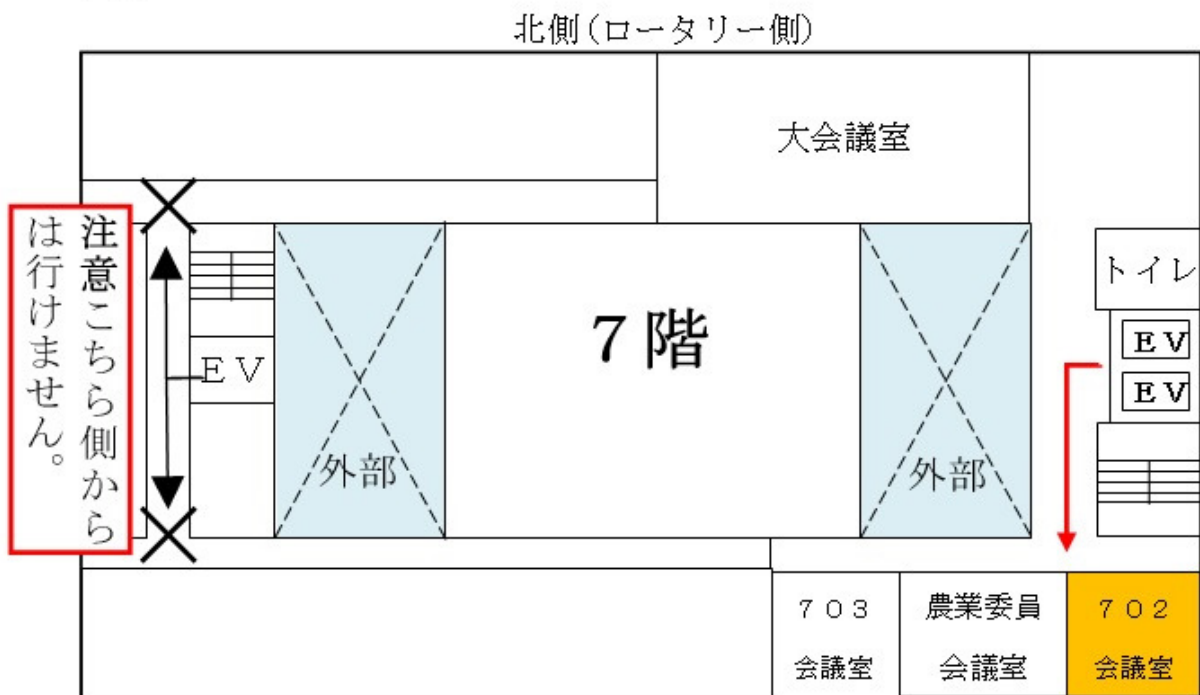 北側(ロータリー側)
大会議室
注意こちら側から
は行けません。
７階
トイレ
ＥＶ
ＥＶ
ＥＶ
外部
外部
７０３
会議室
農業委員
会議室
７０２
会議室